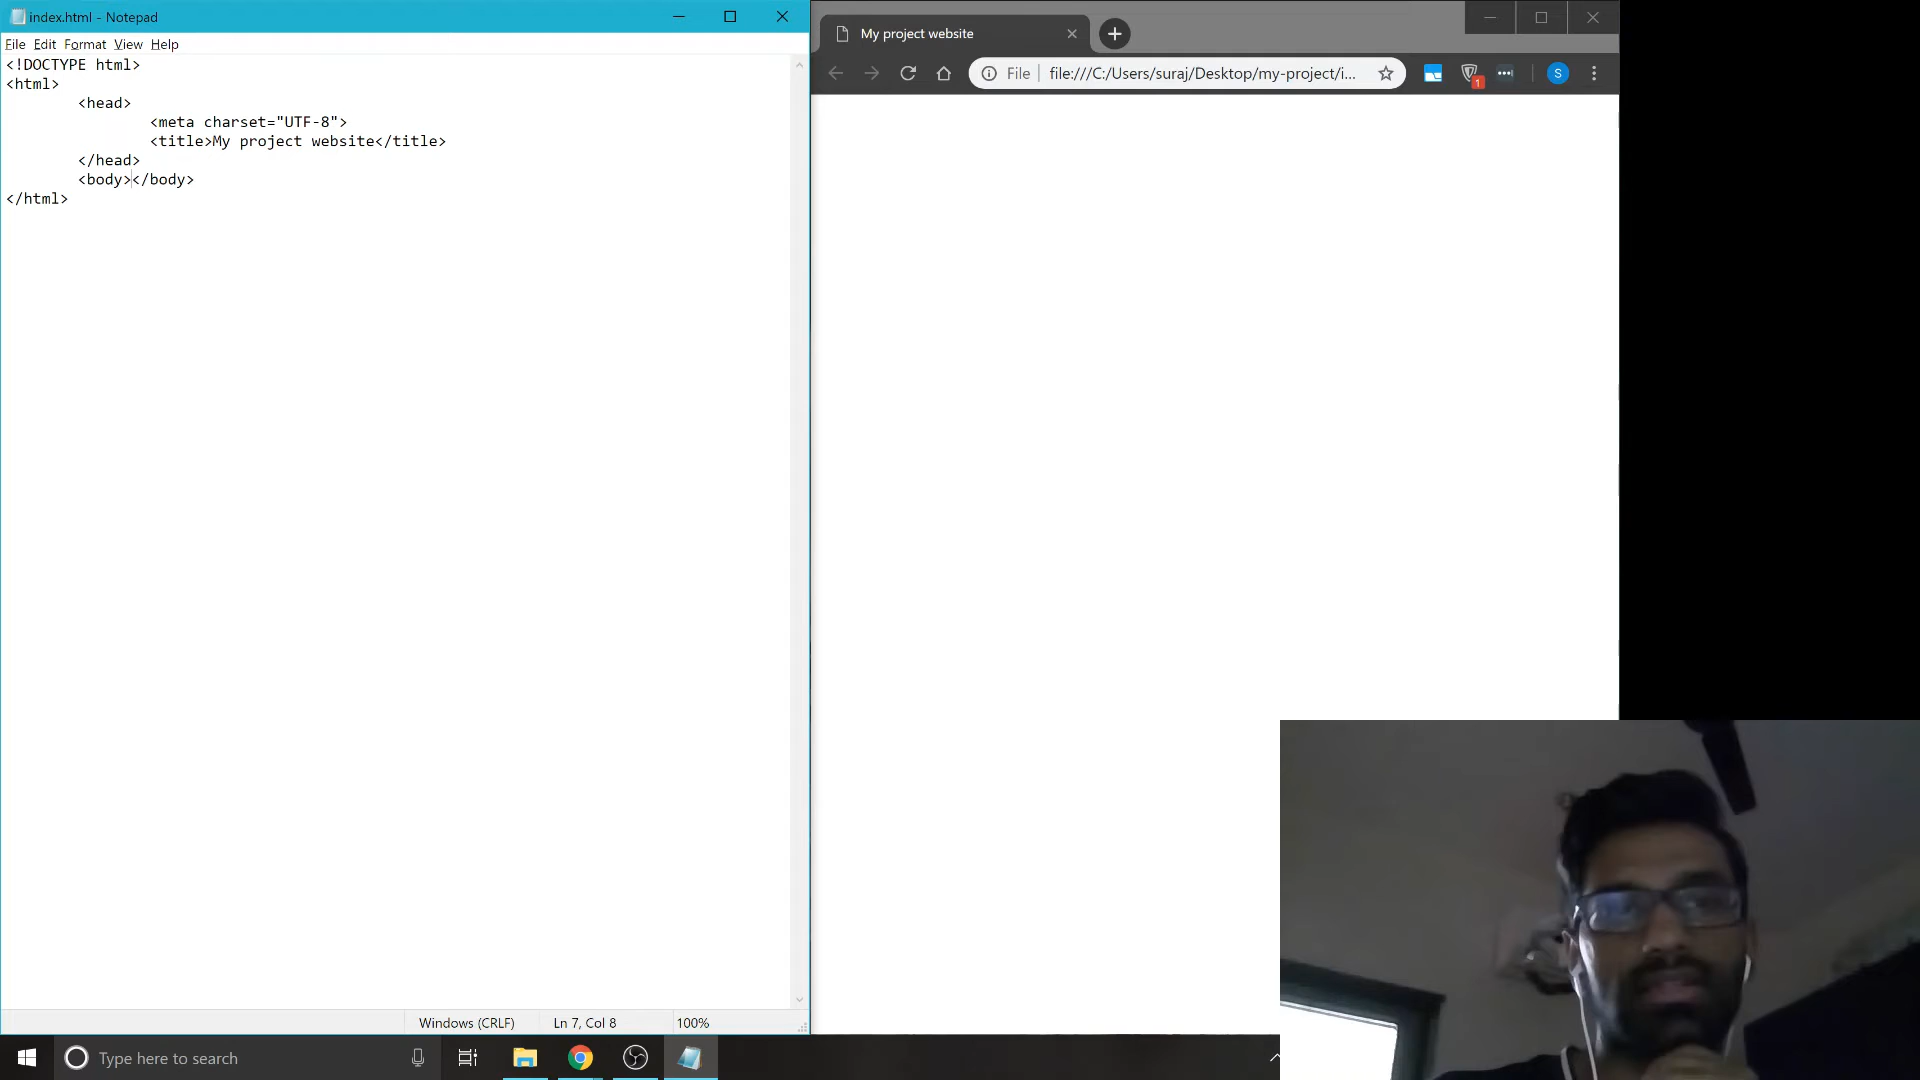 index.html - Notepad
File Edit Format View Help
<!DOCTYPE html>
<html>
<head>
<meta charset="UTF-8">
<title>My project website</title>
</head>
<body></body>
</html>
Windows (CRLF)
Ln 7, Col 8
100%
My project website
File
file:///C:/Users/suraj/Desktop/my-project/i...
1
S
Type here to search